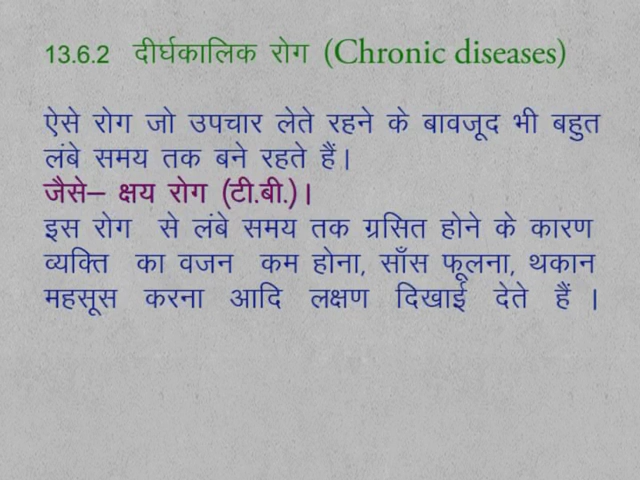 13.6.2 दीर्घकालिक रोग (Chronic diseases)
ऐसे रोग जो उपचार लेते रहने के बावजूद भी बहुत
लंबे समय तक बने रहते हैं।
जैसे– क्षय रोग (टी.बी.)।
इस रोग से लंबे समय तक ग्रसित होने के कारण
व्यक्ति का वजन कम होना, साँस फूलना, थकान
महसूस करना आदि लक्षण दिखाई देते हैं ।